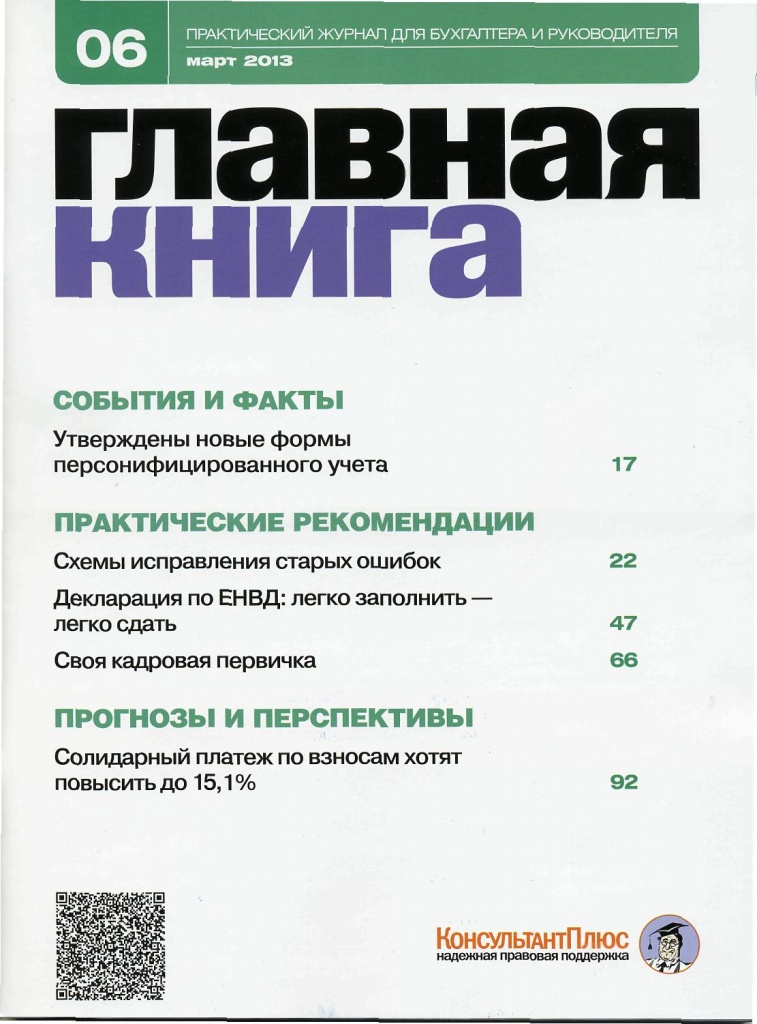 06
ПРАКТИЧЕСКИЙ ЖУРНАЛ ДЛЯ БУХГАЛТЕРА И РУКОВОДИТЕЛЯ
март 2013
главная
книга
СОБЫТИЯ И ФАКТЫ
Утверждены новые формы
персонифицированного учета 17
ПРАКТИЧЕСКИЕ РЕКОМЕНДАЦИИ
Схемы исправления старых ошибок 22
Декларация по ЕНВД: легко заполнить —
легко сдать 47
Своя кадровая первичка 66
ПРОГНОЗЫ И ПЕРСПЕКТИВЫ
Солидарный платеж по взносам хотят
повысить до 15,1% 92
КонсультантПлюс
надежная правовая поддержка